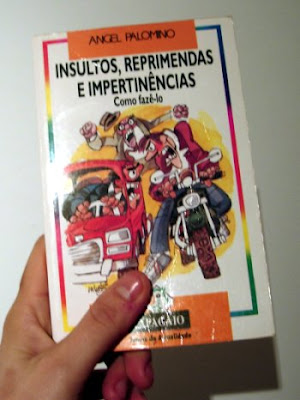 ANGEL PALOMINO
INSULTOS, REPRIMENDAS
E IMPERTINÊNCIAS
Como fazê-lo